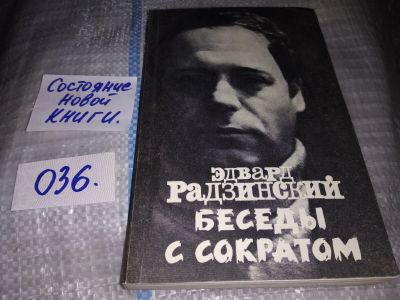 Состояние
Новой
Книги.
036.
ЭДВАРД
РАДЗИНСКИЙ
БЕСЕДЫ
С СОКРАТОМ